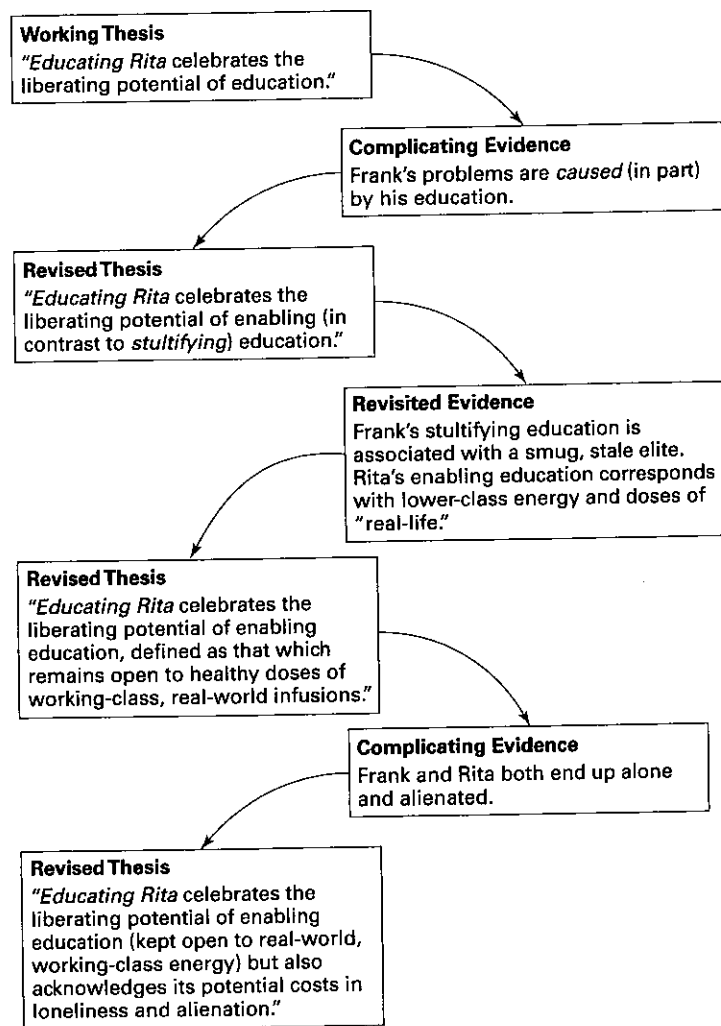 Working Thesis
"Educating Rita celebrates the
liberating potential of education."
Complicating Evidence
Frank's problems are caused (in part)
by his education.
Revised Thesis
"Educating Rita celebrates the
liberating potential of enabling (in
contrast to stultifying) education."
Revisited Evidence
Frank's stultifying education is
associated with a smug, stale elite.
Rita's enabling education corresponds
with lower-class energy and doses of
"real-life."
Revised Thesis
"Educating Rita celebrates the
liberating potential of enabling
education, defined as that which
remains open to healthy doses of
working-class, real-world infusions."
Complicating Evidence
Frank and Rita both end up alone
and alienated.
Revised Thesis
"Educating Rita celebrates the
liberating potential of enabling
education (kept open to real-world,
working-class energy) but also
acknowledges its potential costs in
loneliness and alienation."